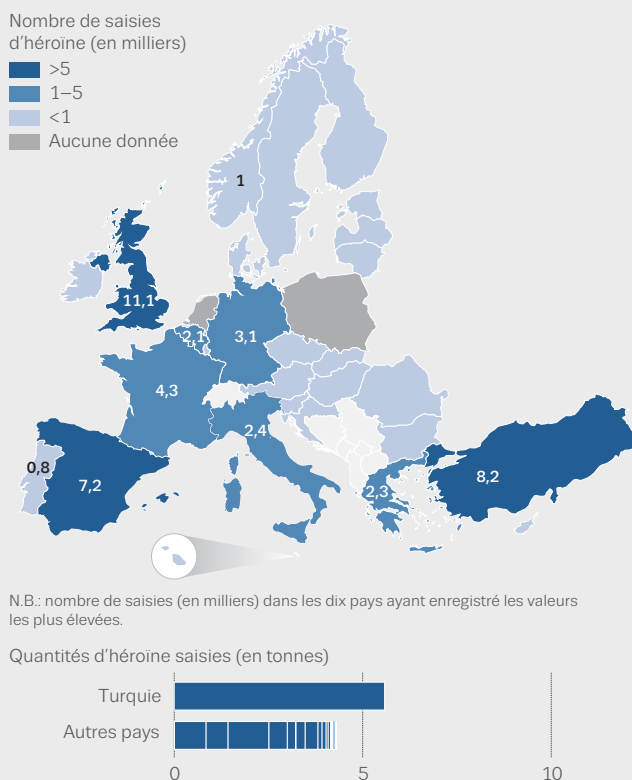 Nombre de saisies
d'héroïne (en milliers)
>5
1–5
<1
Aucune donnée
1
11,1
2,1
3,1
4,3
2,4
0,8
7,2
2,3
8,2
N.B.: nombre de saisies (en milliers) dans les dix pays ayant enregistré les valeurs
les plus élevées.
Quantités d'héroïne saisies (en tonnes)
Turquie
Autres pays
0
5
10